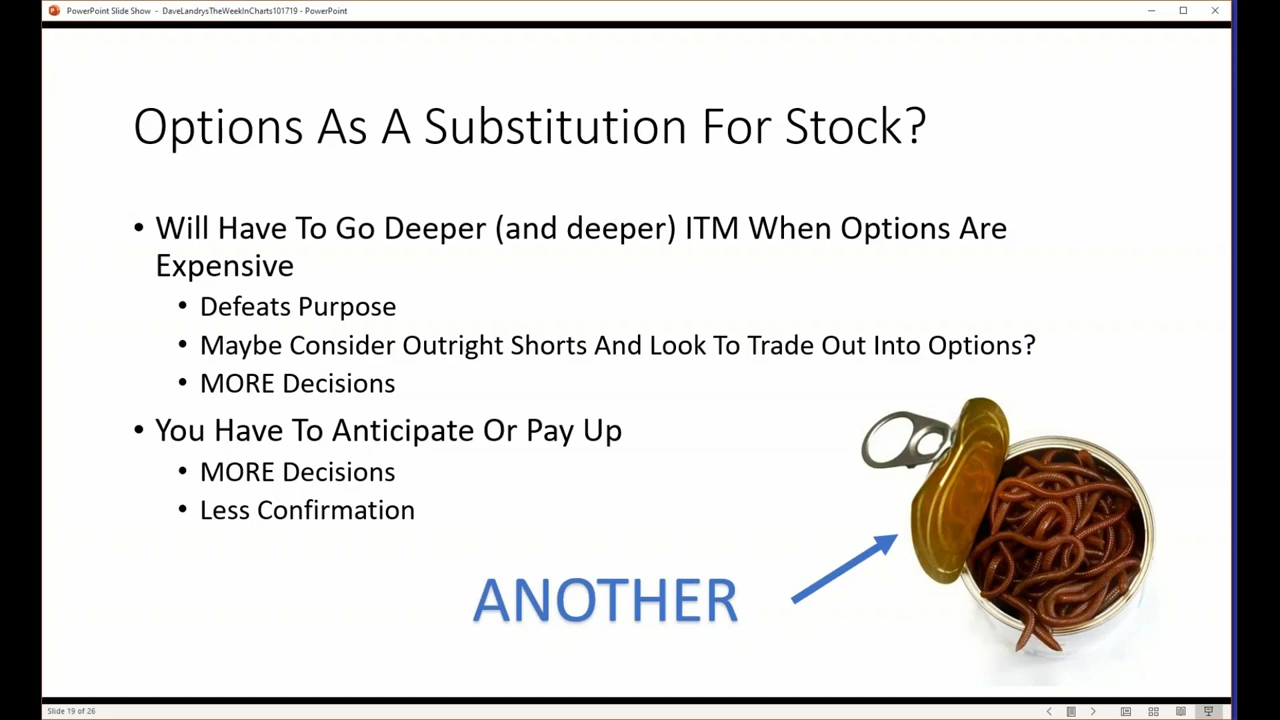 PowerPoint Slide Show - DaveLandrysTheWeekInCharts101719 - PowerPoint
Options As A Substitution For Stock?
• Will Have To Go Deeper (and deeper) ITM When Options Are
Expensive
• Defeats Purpose
• Maybe Consider Outright Shorts And Look To Trade Out Into Options?
• MORE Decisions
• You Have To Anticipate Or Pay Up
• MORE Decisions
• Less Confirmation
ANOTHER
Slide 19 of 26